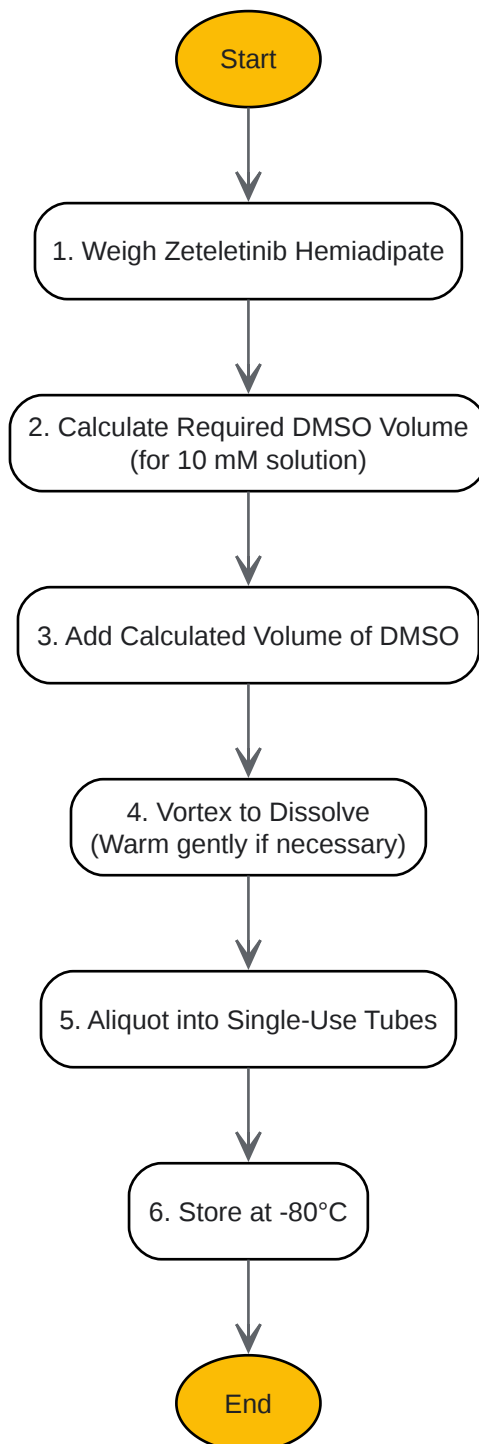 Start
1. Weigh Zeteletinib Hemiadipate
2. Calculate Required DMSO Volume
(for 10 mM solution)
3. Add Calculated Volume of DMSO
4. Vortex to Dissolve
(Warm gently if necessary)
5. Aliquot into Single-Use Tubes
6. Store at -80°C
End